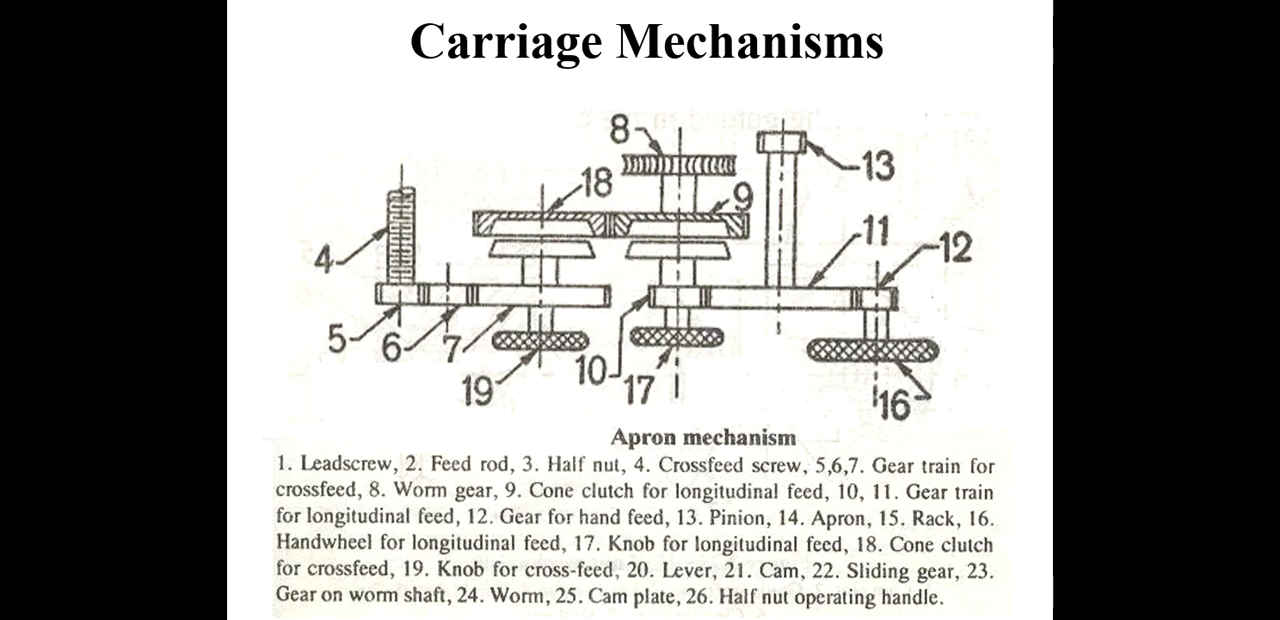 Carriage Mechanisms
8
13
18
9
4
11
12
5
6
7
10
17
19
16
Apron mechanism
1. Leadscrew, 2. Feed rod, 3. Half nut, 4. Crossfeed screw, 5,6,7. Gear train for
crossfeed, 8. Worm gear, 9. Cone clutch for longitudinal feed, 10, 11. Gear train
for longitudinal feed, 12. Gear for hand feed, 13. Pinion, 14. Apron, 15. Rack, 16.
Handwheel for longitudinal feed, 17. Knob for longitudinal feed, 18. Cone clutch
for crossfeed, 19. Knob for cross-feed, 20. Lever, 21. Cam, 22. Sliding gear, 23.
Gear on worm shaft, 24. Worm, 25. Cam plate, 26. Half nut operating handle.